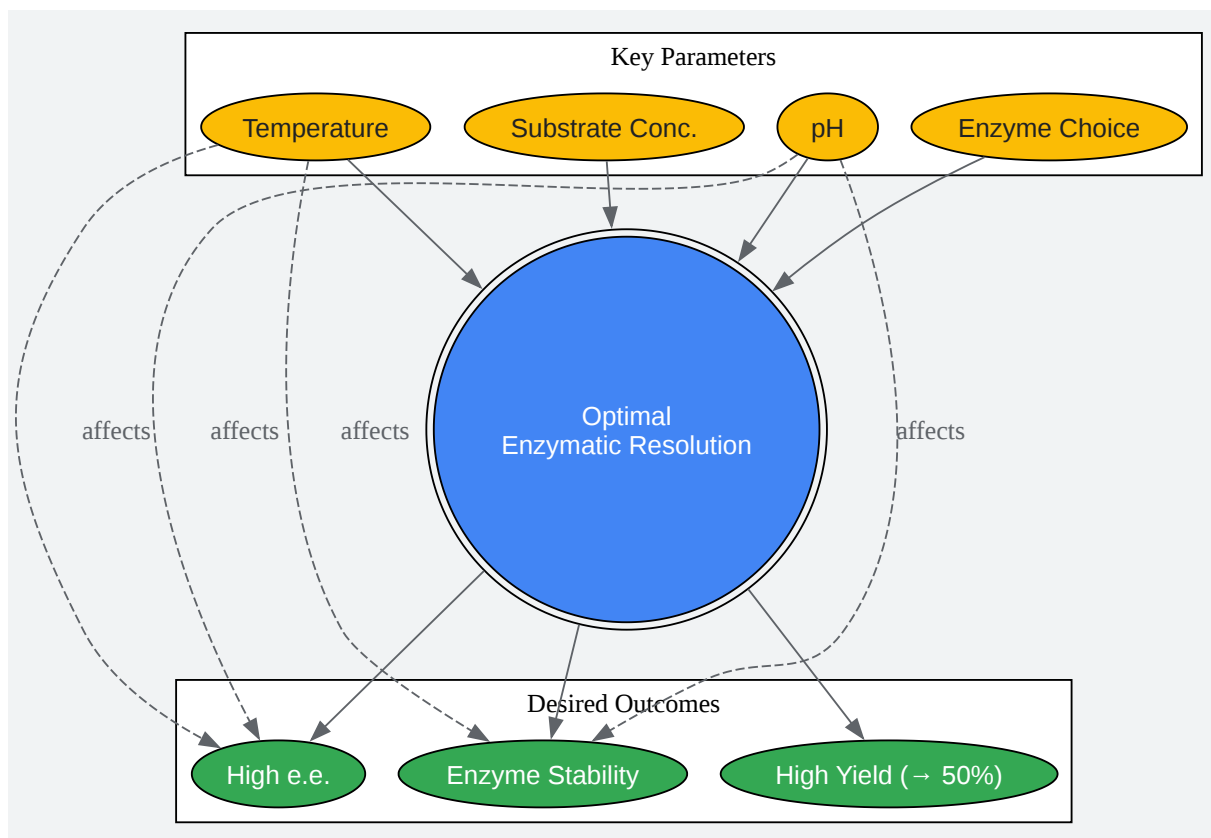 Key Parameters
Temperature
Substrate Conc.
pH
Enzyme Choice
Optimal
Enzymatic Resolution
affects
affects
affects
affects
Desired Outcomes
High e.e.
Enzyme Stability
High Yield (→ 50%)